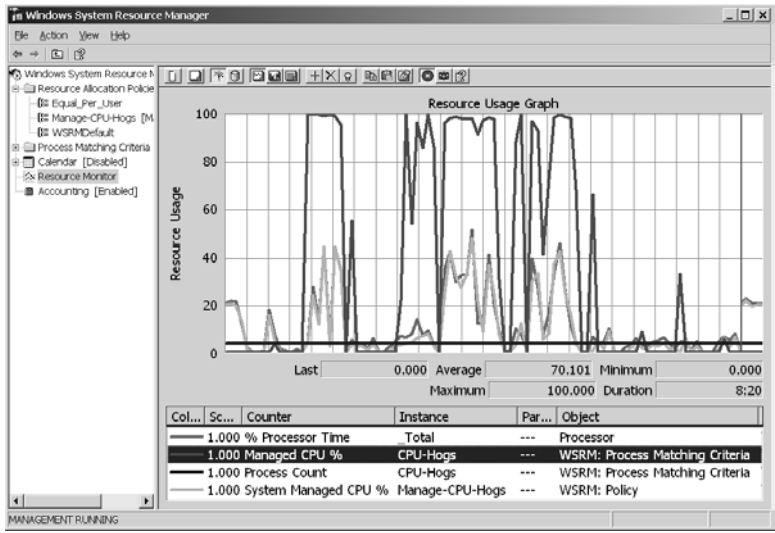 Windows System Resource Manager
File Action View Help
Windows System Resource M
Resource Allocation Policie
Equal_Per_User
Manage-CPU-Hogs [M
WSRMDefault
Process Matching Criteria
Calendar [Disabled]
Resource Monitor
Accounting [Enabled]
Resource Usage Graph
Resource Usage
100
80
60
40
20
0
Last 0.000 Average 70.101 Minimum 0.000
Maximum 100.000 Duration 8:20
Col... Sc... Counter Instance Par... Object
1.000 % Processor Time _Total --- Processor
1.000 Managed CPU % CPU-Hogs --- WSRM: Process Matching Criteria
1.000 Process Count CPU-Hogs --- WSRM: Process Matching Criteria
1.000 System Managed CPU % Manage-CPU-Hogs --- WSRM: Policy
MANAGEMENT RUNNING